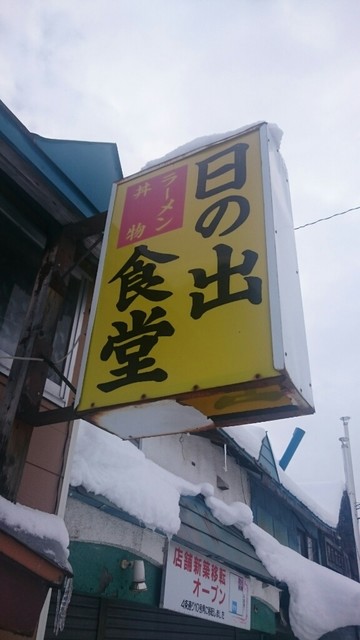 日の出
食堂
ラーメン
丼物
店舗新築移転
オープン